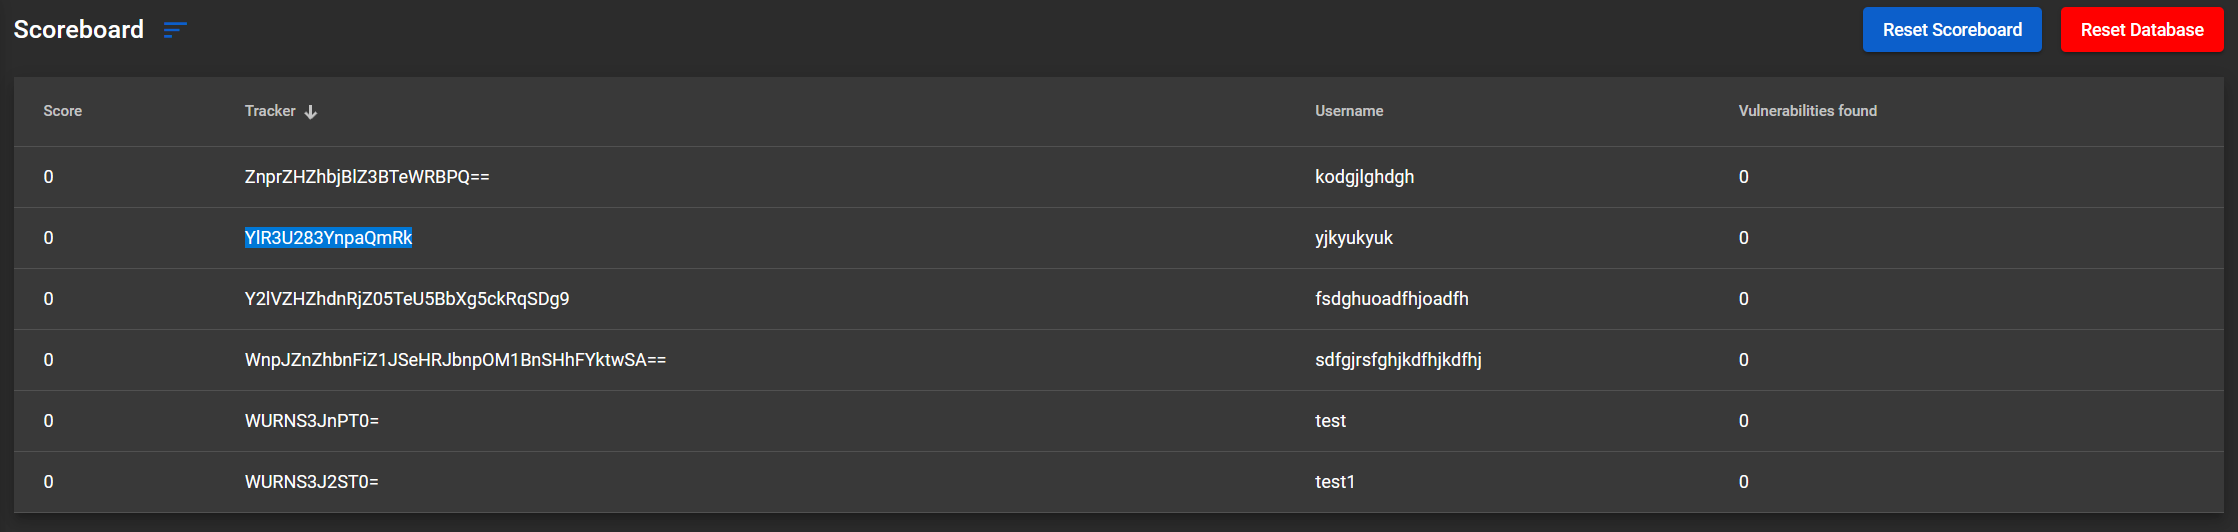 Scoreboard
Reset Scoreboard
Reset Database
Score Tracker Username Vulnerabilities found
0 ZnprZHZhbjBlZ3BTeWRBPQ== kodgjlghdgh 0
0 YlR3U283YnpaQmRk yjkyukyuk 0
0 Y2lVZHZhdnRjZ05TeU5BbXg5ckRqSDg9 fsdghuoadfhjoadfh 0
0 WnpJZnZhbnFiZ1JSeHRJbnpOM1BnSHhFYktwSA== sdfgjrsfghjkdfhjkdfhj 0
0 WURNS3JnPT0= test 0
0 WURNS3J2ST0= test1 0